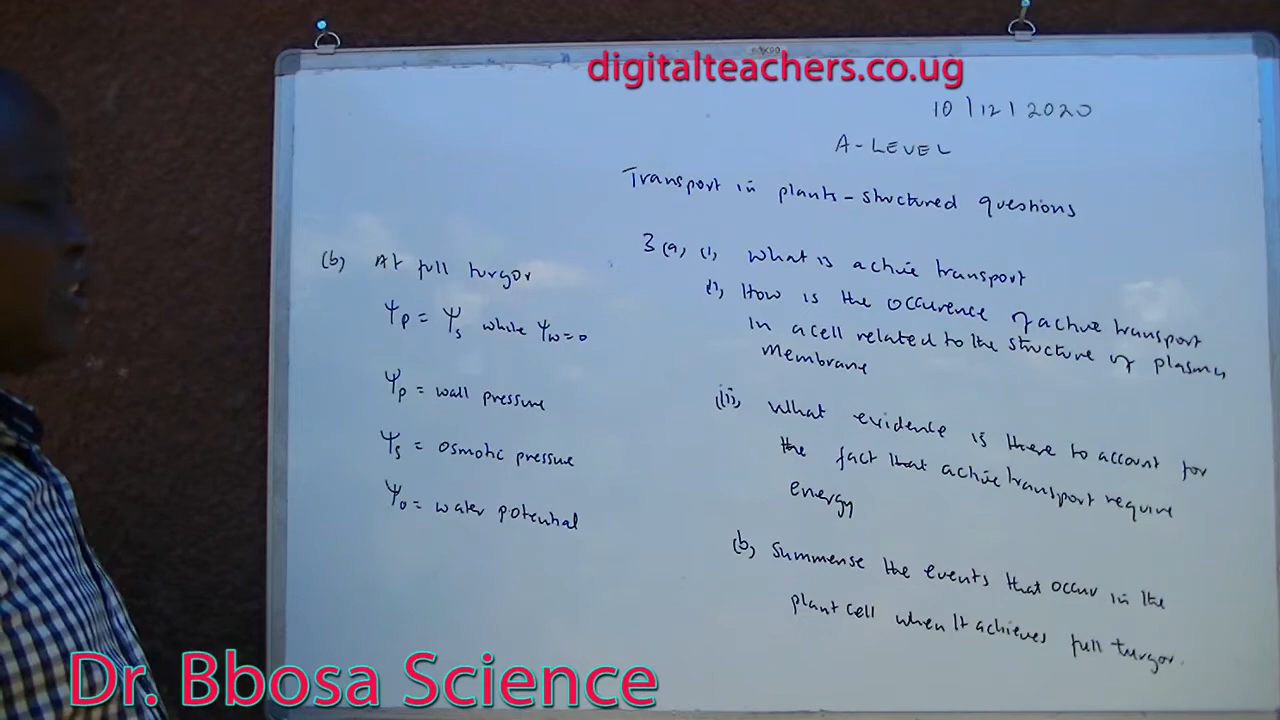 digitalteachers.co.ug
10/12/2020
A-LEVEL
Transport in plants - structured questions
3(a, (i, What is active transport
(i, How is the occurence of active transport
in a cell related to the structure of plasma
membrane
(iii, What evidence is there to account for
the fact that active transport require
energy
(b, Summense the events that occur in the
plant cell when it achieves full turgor.
(b, At full turgor
Ψp = Ψs while Ψw=0
Ψp = wall pressure
Ψs = osmotic pressure
Ψo = water potential
Dr. Bbosa Science